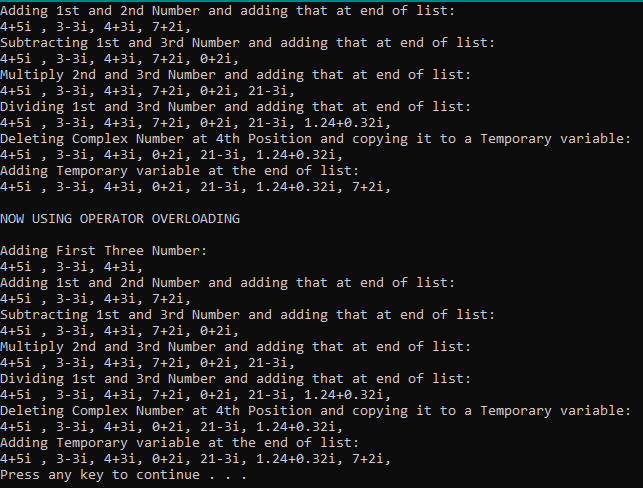 Adding 1st and 2nd Number and adding that at end of list:
4+5i , 3-3i, 4+3i, 7+2i,
Subtracting 1st and 3rd Number and adding that at end of list:
4+5i , 3-3i, 4+3i, 7+2i, 0+2i,
Multiply 2nd and 3rd Number and adding that at end of list:
4+5i , 3-3i, 4+3i, 7+2i, 0+2i, 21-3i,
Dividing 1st and 3rd Number and adding that at end of list:
4+5i , 3-3i, 4+3i, 7+2i, 0+2i, 21-3i, 1.24+0.32i,
Deleting Complex Number at 4th Position and copying it to a Temporary variable:
4+5i , 3-3i, 4+3i, 0+2i, 21-3i, 1.24+0.32i,
Adding Temporary variable at the end of list:
4+5i , 3-3i, 4+3i, 0+2i, 21-3i, 1.24+0.32i, 7+2i,
NOW USING OPERATOR OVERLOADING
Adding First Three Number:
4+5i , 3-3i, 4+3i,
Adding 1st and 2nd Number and adding that at end of list:
4+5i , 3-3i, 4+3i, 7+2i,
Subtracting 1st and 3rd Number and adding that at end of list:
4+5i , 3-3i, 4+3i, 7+2i, 0+2i,
Multiply 2nd and 3rd Number and adding that at end of list:
4+5i , 3-3i, 4+3i, 7+2i, 0+2i, 21-3i,
Dividing 1st and 3rd Number and adding that at end of list:
4+5i , 3-3i, 4+3i, 7+2i, 0+2i, 21-3i, 1.24+0.32i,
Deleting Complex Number at 4th Position and copying it to a Temporary variable:
4+5i , 3-3i, 4+3i, 0+2i, 21-3i, 1.24+0.32i,
Adding Temporary variable at the end of list:
4+5i , 3-3i, 4+3i, 0+2i, 21-3i, 1.24+0.32i, 7+2i,
Press any key to continue . . .